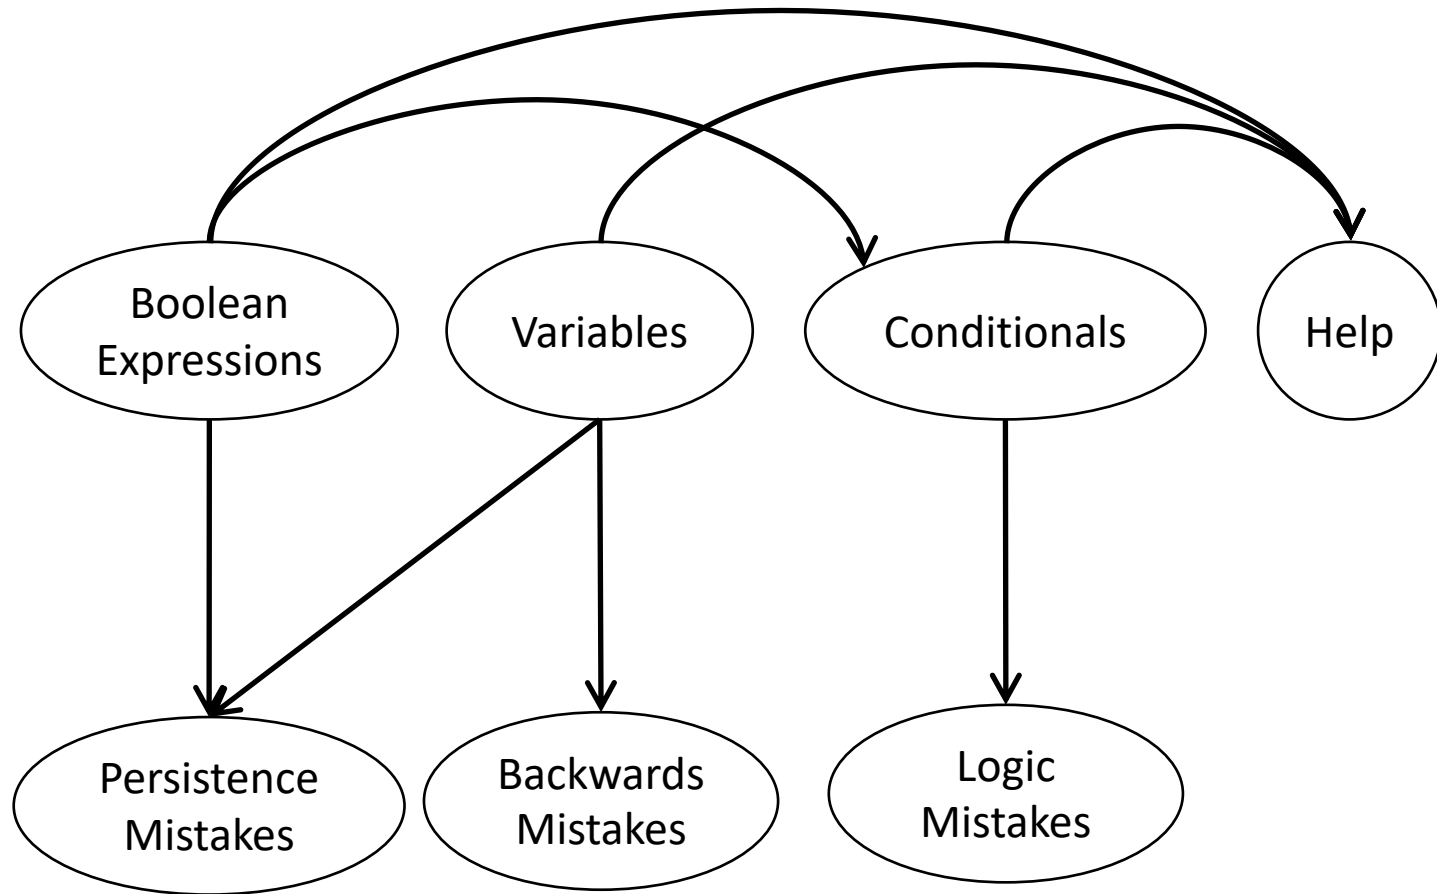 Boolean
Expressions
Variables
Conditionals
Help
Persistence
Mistakes
Backwards
Mistakes
Logic
Mistakes